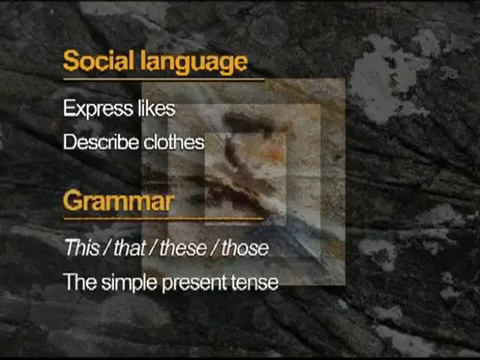 Social language
Express likes
Describe clothes
Grammar
This / that / these / those
The simple present tense